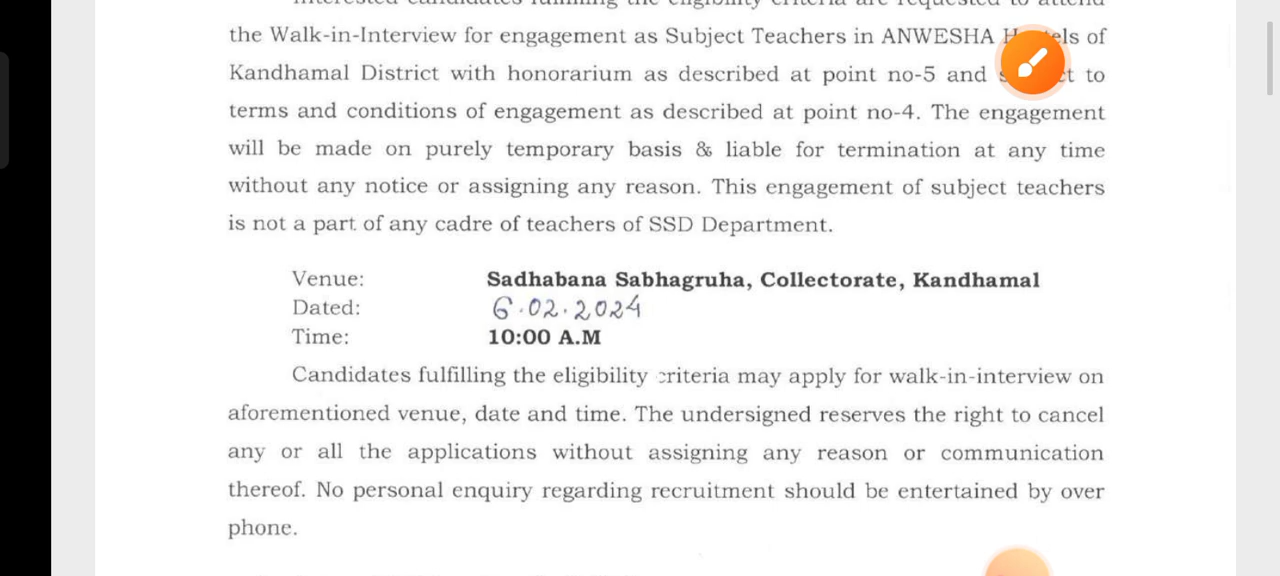 the Walk-in-Interview for engagement as Subject Teachers in ANWESHA of
Kandhamal District with honorarium as described at point no-5 and to
terms and conditions of engagement as described at point no-4. The engagement
will be made on purely temporary basis & liable for termination at any time
without any notice or assigning any reason. This engagement of subject teachers
is not a part of any cadre of teachers of SSD Department.
Venue: Sadhabana Sabhagruha, Collectorate, Kandhamal
Dated: 6.02.2024
Time: 10:00 A.M
Candidates fulfilling the eligibility criteria may apply for walk-in-interview on
aforementioned venue, date and time. The undersigned reserves the right to cancel
any or all the applications without assigning any reason or communication
thereof. No personal enquiry regarding recruitment should be entertained by over
phone.